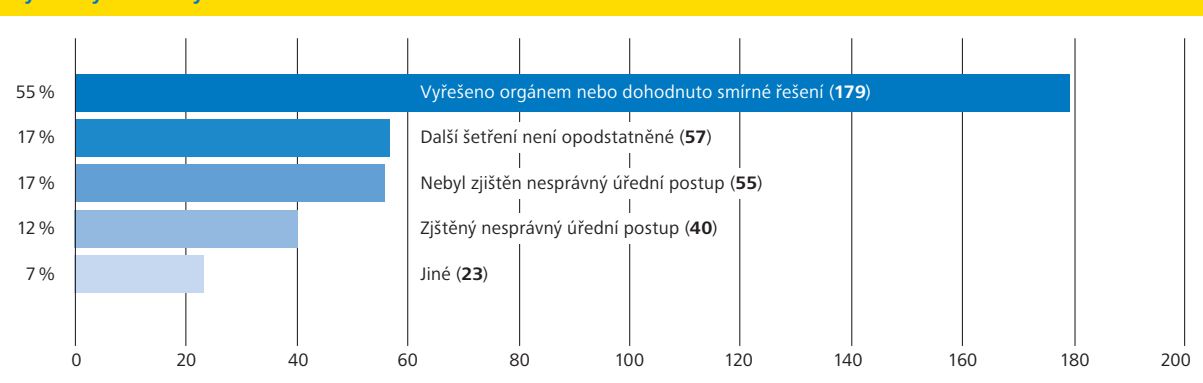 55 % Vyřešeno orgánem nebo dohodnuto smírné řešení (179)
17 % Další šetření není opodstatněné (57)
17 % Nebyl zjištěn nesprávný úřední postup (55)
12 % Zjštěný nesprávný úřední postup (40)
7 % Jiné (23)
0 20 40 60 80 100 120 140 160 180 200